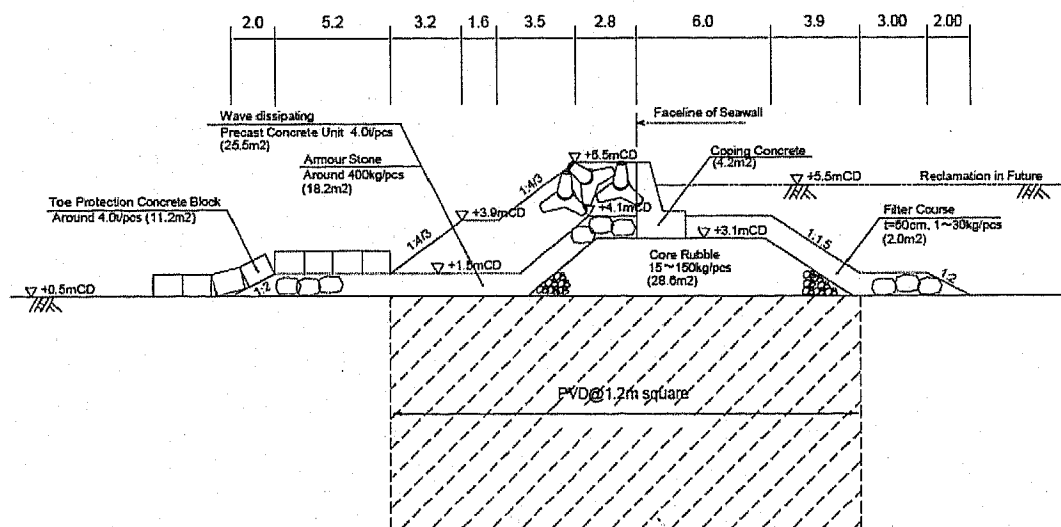 2.0 5.2 3.2 1.6 3.5 2.8 6.0 3.9 3.00 2.00
Faceline of Seawall
Wave dissipating
Precast Concrete Unit 4.0t/pcs
(25.5m2)
Armour Stone
Around 400kg/pcs
(18.2m2)
Coping Concrete
(4.2m2)
+5.5mCD
+5.5mCD
Reclamation in Future
1:4/3
Toe Protection Concrete Block
Around 4.0t/pcs (11.2m2)
+3.9mCD
+4.1mCD
Filter Course
t=60cm, 1~30kg/pcs
(2.0m2)
1:4/3
+3.1mCD
1:1.5
Core Rubble
15~150kg/pcs
(28.6m2)
+1.5mCD
1:2
1:2
+0.5mCD
PVD@1.2m square